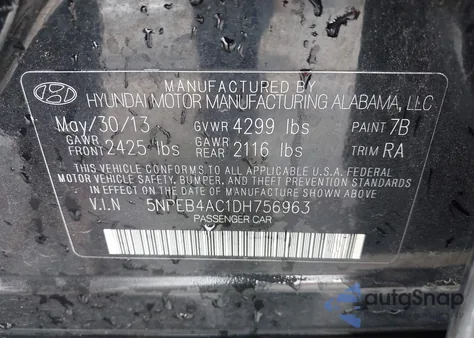 MANUFACTURED BY
HYUNDAI MOTOR MANUFACTURING ALABAMA, LLC
May/30/13 GVWR 4299 lbs PAINT 7B
GAWR FRONT 2425 lbs GAWR REAR 2116 lbs TRIM RA
THIS VEHICLE CONFORMS TO ALL APPLICABLE U.S.A. FEDERAL
MOTOR VEHICLE SAFETY, BUMPER, AND THEFT PREVENTION STANDARDS
IN EFFECT ON THE DATE OF MANUFACTURE SHOWN ABOVE.
V.I.N 5NPEB4AC1DH756963
PASSENGER CAR
autoSnap